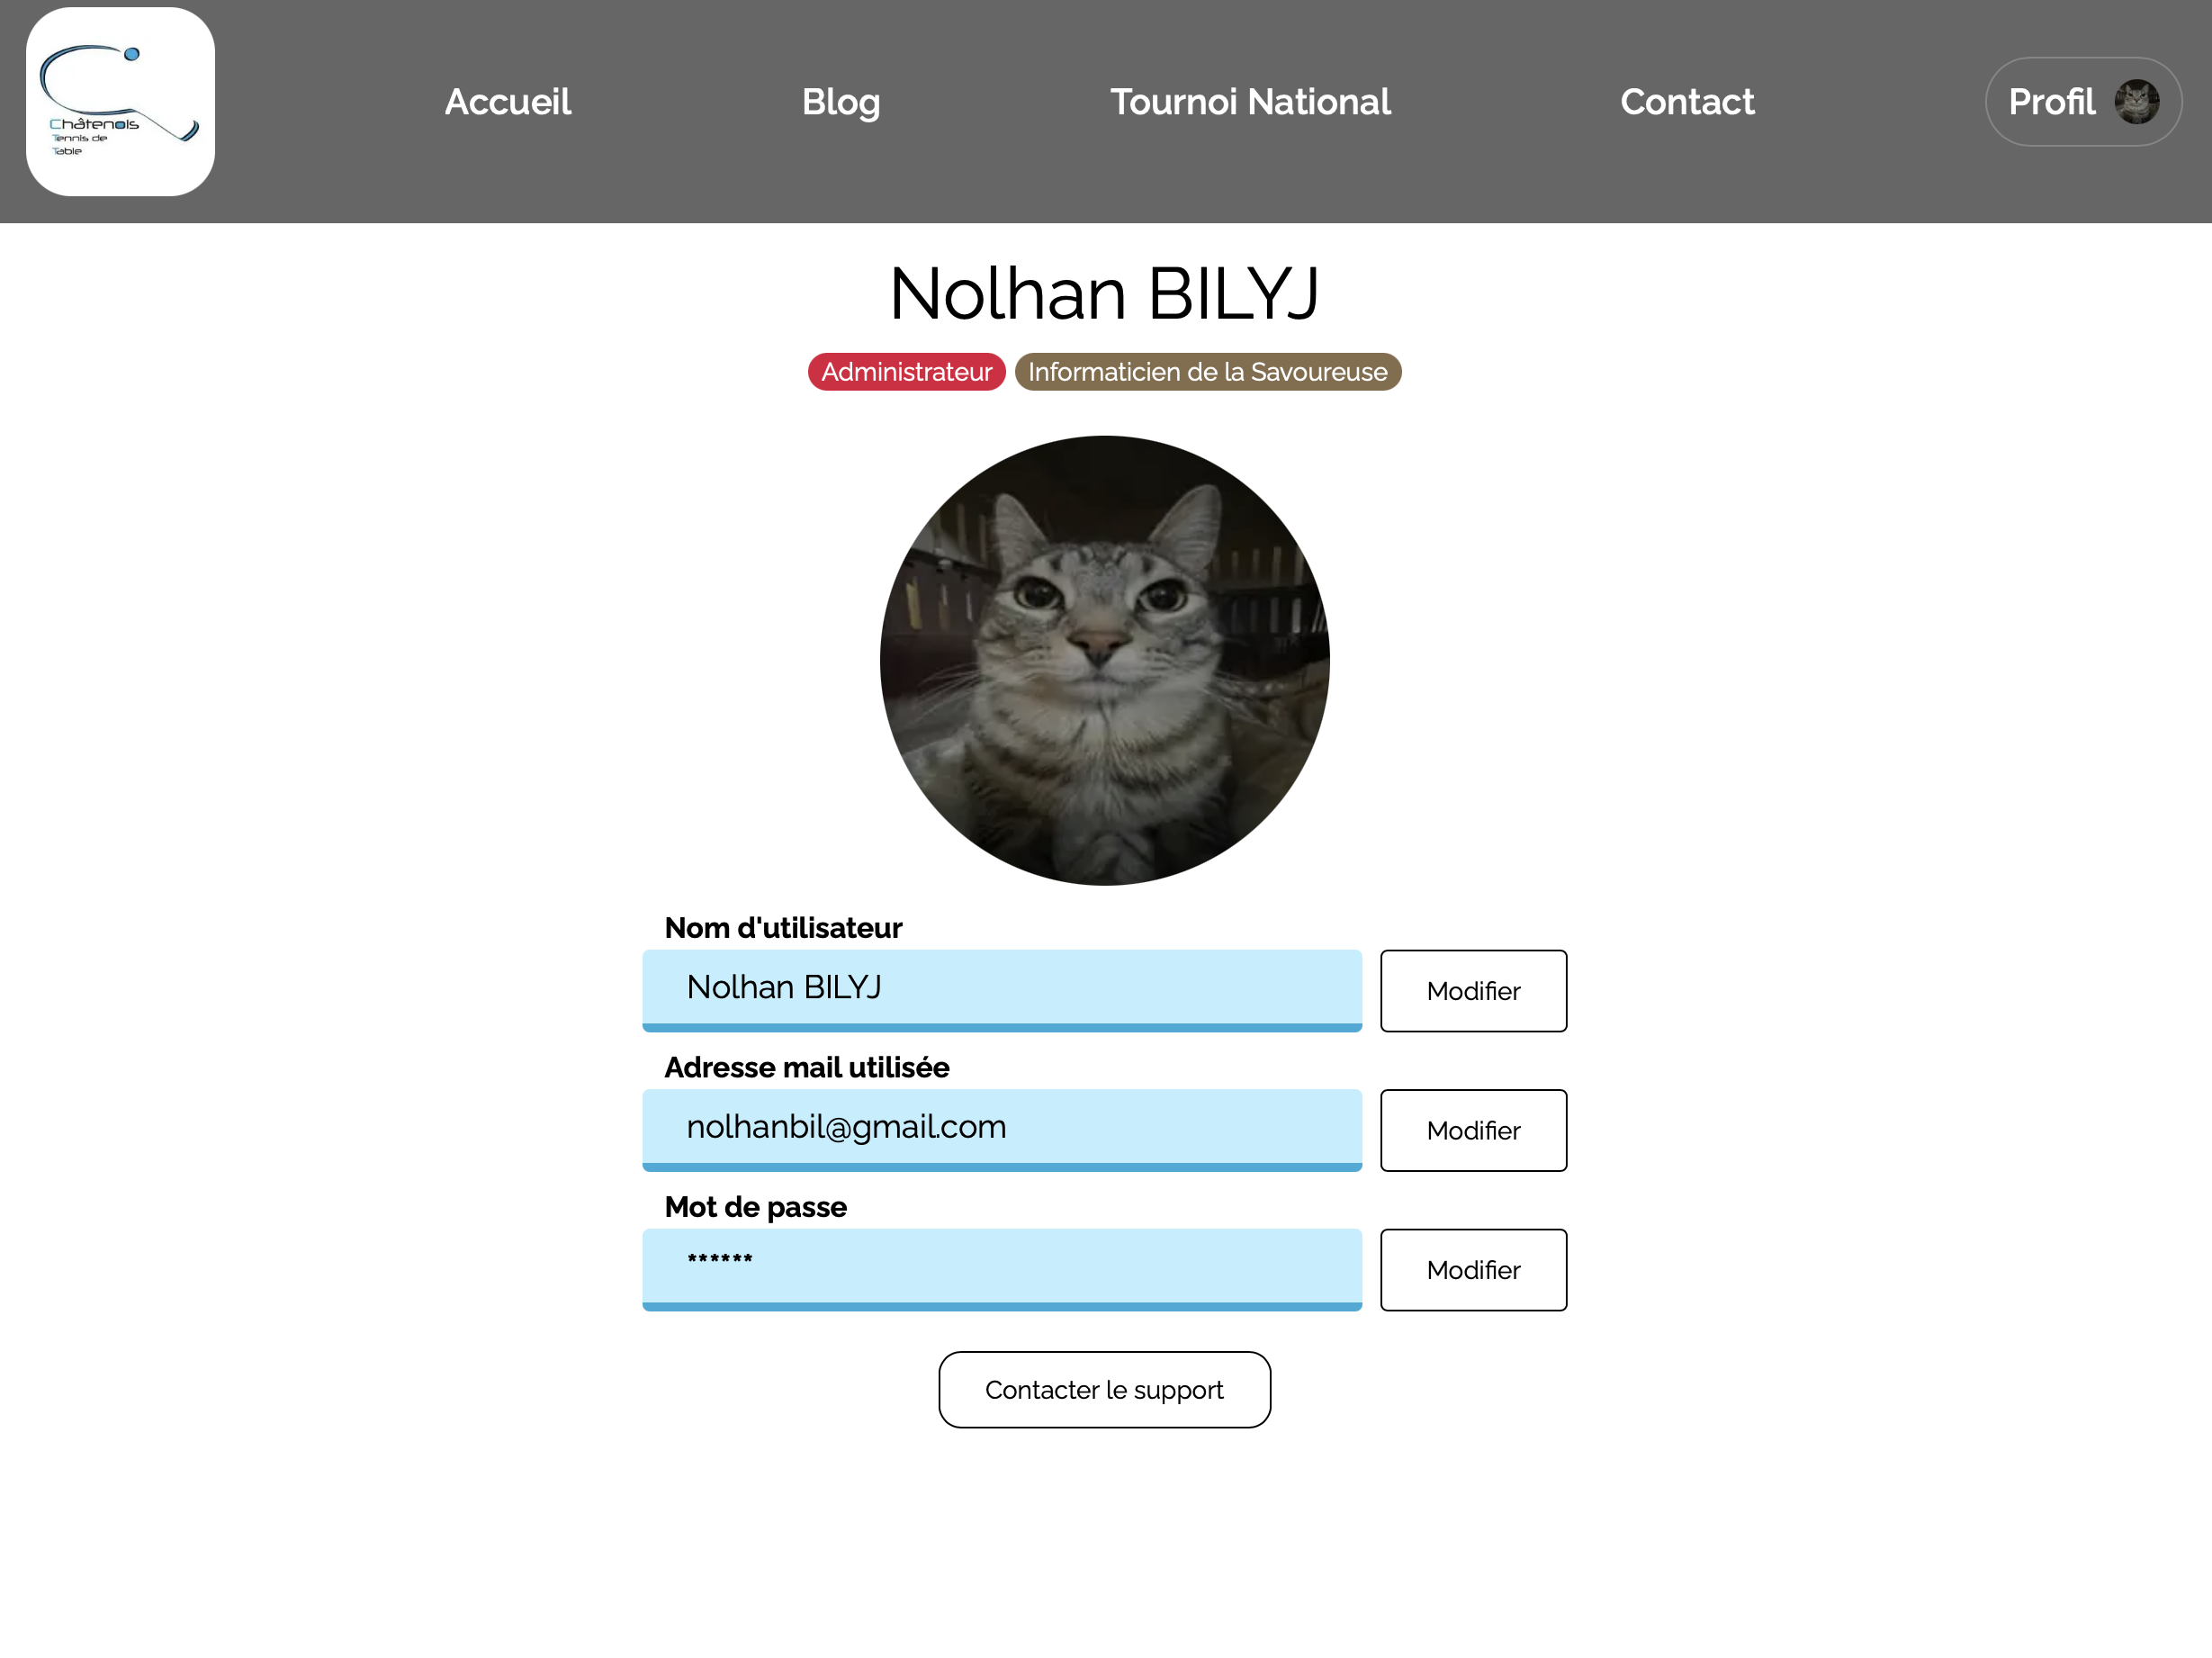 Châtenois
Tennis de
Table
Accueil
Blog
Tournoi National
Contact
Profil
Nolhan BILYJ
Administrateur
Informaticien de la Savoureuse
Nom d'utilisateur
Nolhan BILYJ
Modifier
Adresse mail utilisée
nolhanbil@gmail.com
Modifier
Mot de passe
******
Modifier
Contacter le support